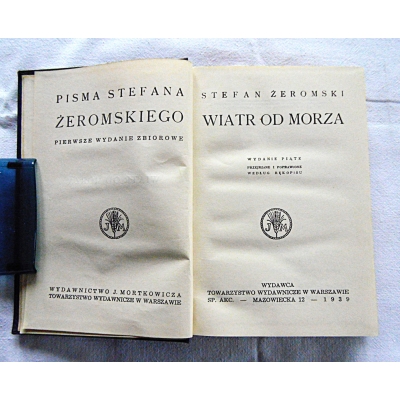 PISMA STEFANA
ŻEROMSKIEGO
PIERWSZE WYDANIE ZBIOROWE
J M
WYDAWNICTWO J. MORTKOWICZA
TOWARZYSTWO WYDAWNICZE W WARSZAWIE
STEFAN ŻEROMSKI
WIATR OD MORZA
WYDANIE PIĄTE
PRZEJRZANE I POPRAWIONE
WEDŁUG RĘKOPISU
J M
WYDAWCA
TOWARZYSTWO WYDAWNICZE W WARSZAWIE
SP. AKC. — MAZOWIECKA 12 — 1939